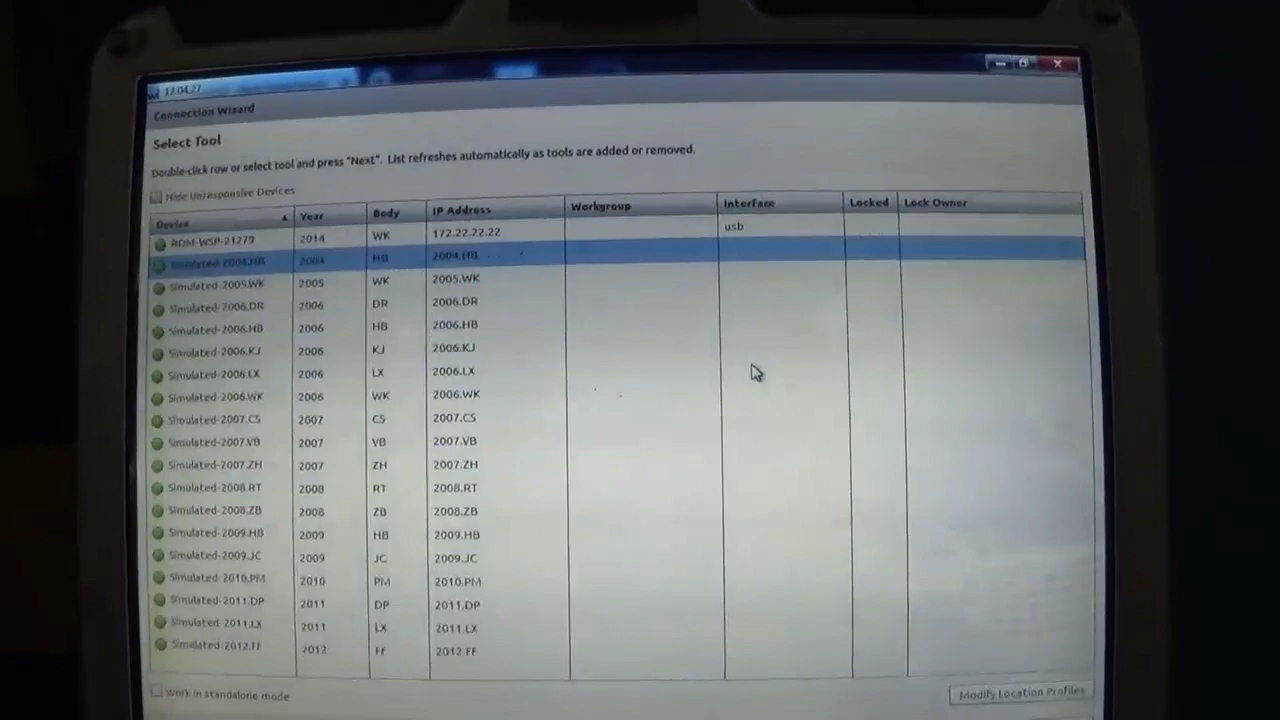 17.04.27
Connection Wizard
Select Tool
Double-click row or select tool and press "Next". List refreshes automatically as tools are added or removed.
Hide Unresponsive Devices
Device Year Body IP Address Workgroup Interface Locked Lock Owner
RDM-WSP-21279 2014 WK 172.22.22.22 usb
Simulated-2004.HB 2004 HB 2004.HB
Simulated-2005.WK 2005 WK 2005.WK
Simulated-2006.DR 2006 DR 2006.DR
Simulated-2006.HB 2006 HB 2006.HB
Simulated-2006.KJ 2006 KJ 2006.KJ
Simulated-2006.LX 2006 LX 2006.LX
Simulated-2006.WK 2006 WK 2006.WK
Simulated-2007.CS 2007 CS 2007.CS
Simulated-2007.VB 2007 VB 2007.VB
Simulated-2007.ZH 2007 ZH 2007.ZH
Simulated-2008.RT 2008 RT 2008.RT
Simulated-2008.ZB 2008 ZB 2008.ZB
Simulated-2009.HB 2009 HB 2009.HB
Simulated-2009.JC 2009 JC 2009.JC
Simulated-2010.PM 2010 PM 2010.PM
Simulated-2011.DP 2011 DP 2011.DP
Simulated-2011.LX 2011 LX 2011.LX
Simulated-2012.FF 2012 FF 2012.FF
Work in standalone mode
Modify Location Profiles